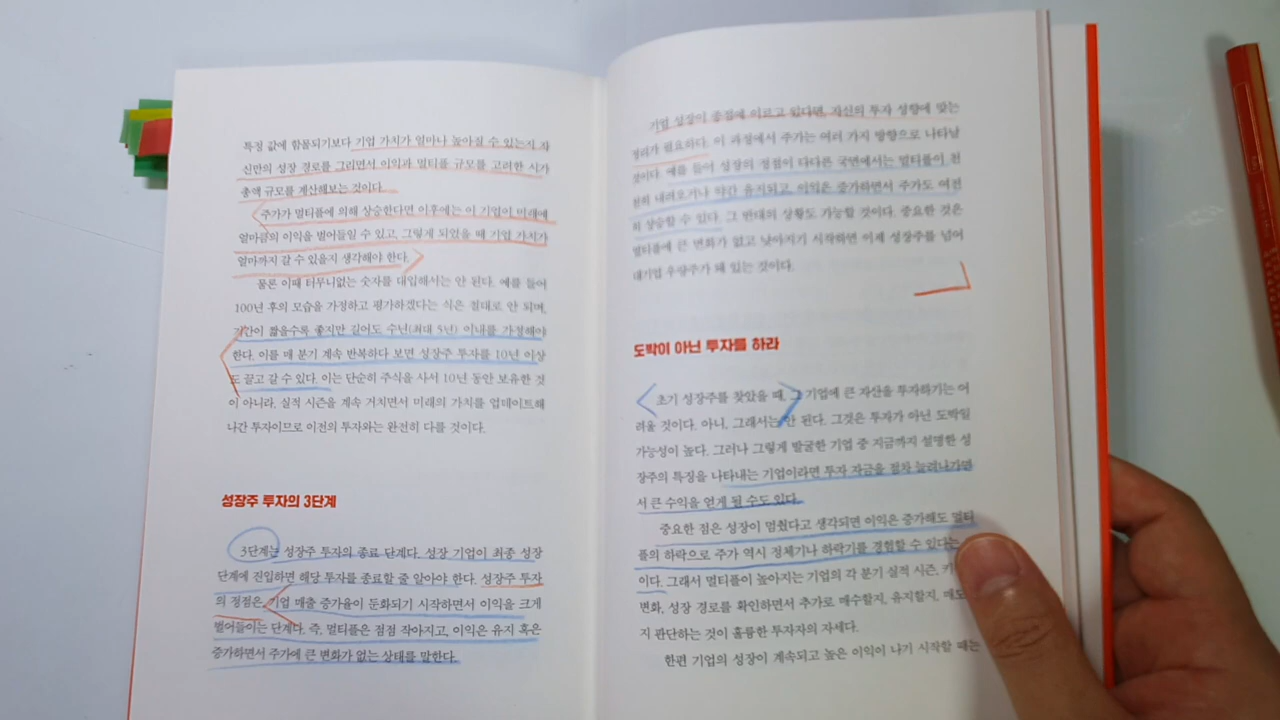 특정 값에 함몰되기보다 기업 가치가 얼마나 높아질 수 있는지 자
신만의 성장 경로를 그리면서 이익과 멀티플 규모를 고려한 시가
총액 규모를 계산해보는 것이다.
주가가 멀티플에 의해 상승한다면 이후에는 이 기업이 미래에
얼마큼의 이익을 벌어들일 수 있고, 그렇게 되었을 때 기업 가치가
얼마까지 갈 수 있을지 생각해야 한다.
물론 이때 터무니없는 숫자를 대입해서는 안 된다. 예를 들어
100년 후의 모습을 가정하고 평가하겠다는 식은 절대로 안 되며,
기간이 짧을수록 좋지만 길어도 수년(최대 5년) 이내를 가정해야
한다. 이를 매 분기 계속 반복하다 보면 성장주 투자를 10년 이상
도 끌고 갈 수 있다. 이는 단순히 주식을 사서 10년 동안 보유한 것
이 아니라, 실적 시즌을 계속 거치면서 미래의 가치를 업데이트해
나간 투자이므로 이전의 투자와는 완전히 다를 것이다.
성장주 투자의 3단계
3단계는 성장주 투자의 종료 단계다. 성장 기업이 최종 성장
단계에 진입하면 해당 투자를 종료할 줄 알아야 한다. 성장주 투자
의 정점은 기업 매출 증가율이 둔화되기 시작하면서 이익을 크게
벌어들이는 단계다. 즉, 멀티플은 점점 작아지고, 이익은 유지 혹은
증가하면서 주가에 큰 변화가 없는 상태를 말한다.
기업 성장이 종점에 이르고 있다면, 자신의 투자 성향에 맞는
정리가 필요하다. 이 과정에서 주가는 여러 가지 방향으로 나타날
것이다. 예를 들어 성장의 정점이 다다른 국면에서는 멀티플이 천
천히 내려오거나 약간 유지되고, 이익은 증가하면서 주가도 여전
히 상승할 수 있다. 그 반대의 상황도 가능할 것이다. 중요한 것은
멀티플에 큰 변화가 없고 낮아지기 시작하면 이제 성장주를 넘어
대기업 우량주가 돼 있는 것이다.
도박이 아닌 투자를 하라
초기 성장주를 찾았을 때, 그 기업에 큰 자산을 투자하기는 어
려울 것이다. 아니, 그래서는 안 된다. 그것은 투자가 아닌 도박일
가능성이 높다. 그러나 그렇게 발굴한 기업 중 지금까지 설명한 성
장주의 특징을 나타내는 기업이라면 투자 자금을 점차 늘려나가면
서 큰 수익을 얻게 될 수도 있다.
중요한 점은 성장이 멈췄다고 생각되면 이익은 증가해도 멀티
플의 하락으로 주가 역시 정체기나 하락기를 경험할 수 있다는
이다. 그래서 멀티플이 높아지는 기업의 각 분기 실적 시즌,
변화, 성장 경로를 확인하면서 추가로 매수할지, 유지할지,
지 판단하는 것이 훌륭한 투자자의 자세다.
한편 기업의 성장이 계속되고 높은 이익이 나기 시작할 때는